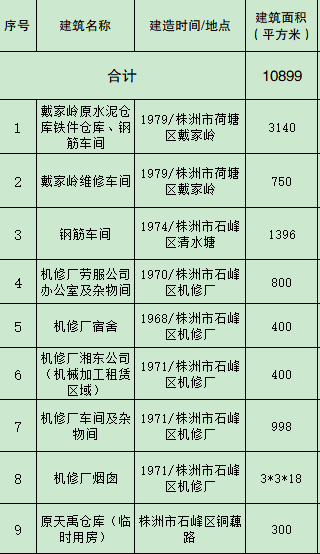 序号 建筑名称 建造时间/地点 建筑面积
（平方米）
合计 10899
1 戴家岭原水泥仓 1979/株洲市荷塘 3140
库铁件仓库、钢 区戴家岭
筋车间
2 戴家岭维修车间 1979/株洲市荷塘 750
区戴家岭
3 钢筋车间 1974/株洲市石峰 1396
区清水塘
4 机修厂劳服公司 1970/株洲市石峰 800
办公室及杂物间 区机修厂
5 机修厂宿舍 1968/株洲市石峰 400
区机修厂
6 机修厂湘东公司 1971/株洲市石峰 400
（机械加工租赁 区机修厂
区域）
7 机修厂车间及杂 1971/株洲市石峰 998
物间 区机修厂
8 机修厂烟囱 1971/株洲市石峰 3*3*18
区机修厂
9 原天禹仓库（临 株洲市石峰区铜藕 300
时用房） 路